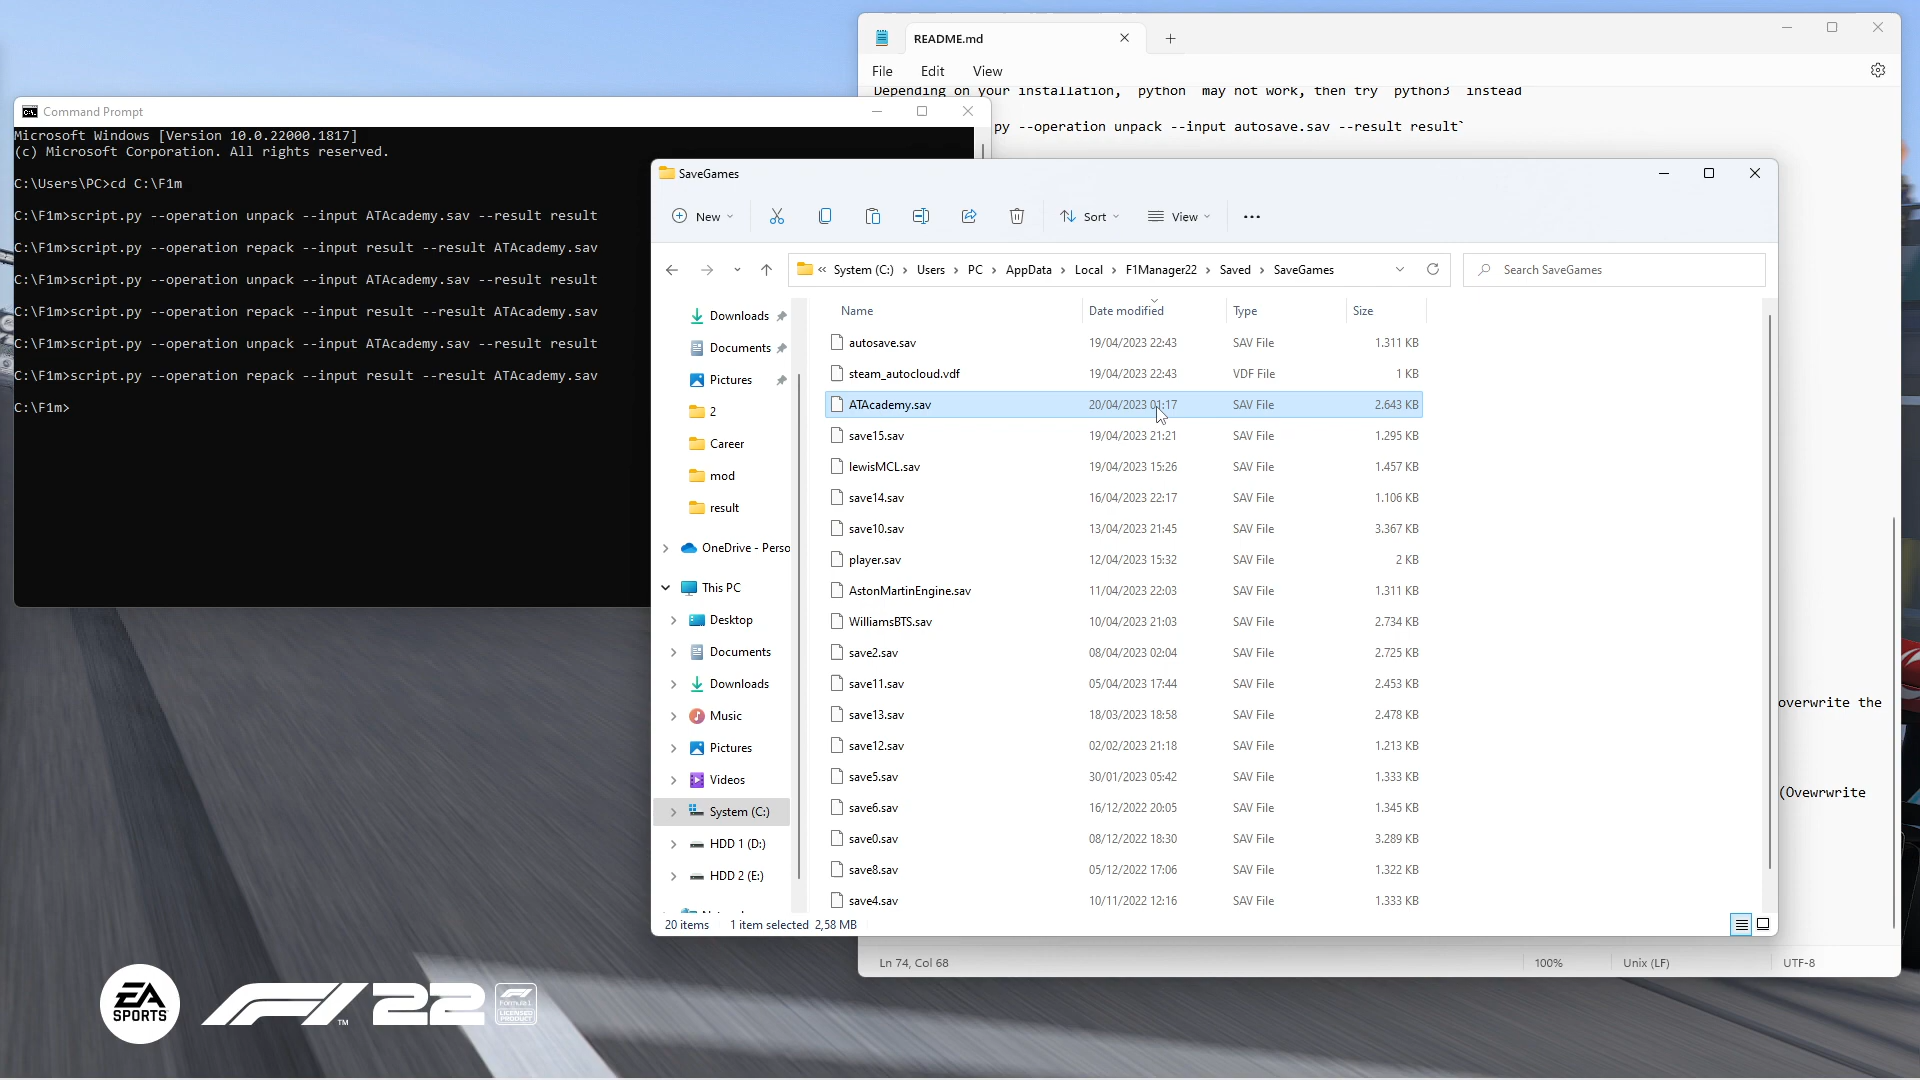 README.md
File Edit View
Depending on your installation, `python` may not work, then try `python3` instead
py --operation unpack --input autosave.sav --result result`
overwrite the
(Ovewrwrite
Ln 74, Col 68 100% Unix (LF) UTF-8
Command Prompt
Microsoft Windows [Version 10.0.22000.1817]
(c) Microsoft Corporation. All rights reserved.
C:\Users\PC>cd C:\F1m
C:\F1m>script.py --operation unpack --input ATAcademy.sav --result result
C:\F1m>script.py --operation repack --input result --result ATAcademy.sav
C:\F1m>script.py --operation unpack --input ATAcademy.sav --result result
C:\F1m>script.py --operation repack --input result --result ATAcademy.sav
C:\F1m>script.py --operation unpack --input ATAcademy.sav --result result
C:\F1m>script.py --operation repack --input result --result ATAcademy.sav
C:\F1m>
SaveGames
New Sort View
« System (C:) > Users > PC > AppData > Local > F1Manager22 > Saved > SaveGames
Search SaveGames
Downloads
Documents
Pictures
2
Career
mod
result
OneDrive - Perso
This PC
Desktop
Documents
Downloads
Music
Pictures
Videos
System (C:)
HDD 1 (D:)
HDD 2 (E:)
Name Date modified Type Size
autosave.sav 19/04/2023 22:43 SAV File 1.311 KB
steam_autocloud.vdf 19/04/2023 22:43 VDF File 1 KB
ATAcademy.sav 20/04/2023 01:17 SAV File 2.643 KB
save15.sav 19/04/2023 21:21 SAV File 1.295 KB
lewisMCL.sav 19/04/2023 15:26 SAV File 1.457 KB
save14.sav 16/04/2023 22:17 SAV File 1.106 KB
save10.sav 13/04/2023 21:45 SAV File 3.367 KB
player.sav 12/04/2023 15:32 SAV File 2 KB
AstonMartinEngine.sav 11/04/2023 22:03 SAV File 1.311 KB
WilliamsBTS.sav 10/04/2023 21:03 SAV File 2.734 KB
save2.sav 08/04/2023 02:04 SAV File 2.725 KB
save11.sav 05/04/2023 17:44 SAV File 2.453 KB
save13.sav 18/03/2023 18:58 SAV File 2.478 KB
save12.sav 02/02/2023 21:18 SAV File 1.213 KB
save5.sav 30/01/2023 05:42 SAV File 1.333 KB
save6.sav 16/12/2022 20:05 SAV File 1.345 KB
save0.sav 08/12/2022 18:30 SAV File 3.289 KB
save8.sav 05/12/2022 17:06 SAV File 1.322 KB
save4.sav 10/11/2022 12:16 SAV File 1.333 KB
20 items 1 item selected 2,58 MB
EA
SPORTS
F1 22
TM
Formula 1
LICENSED
PRODUCT